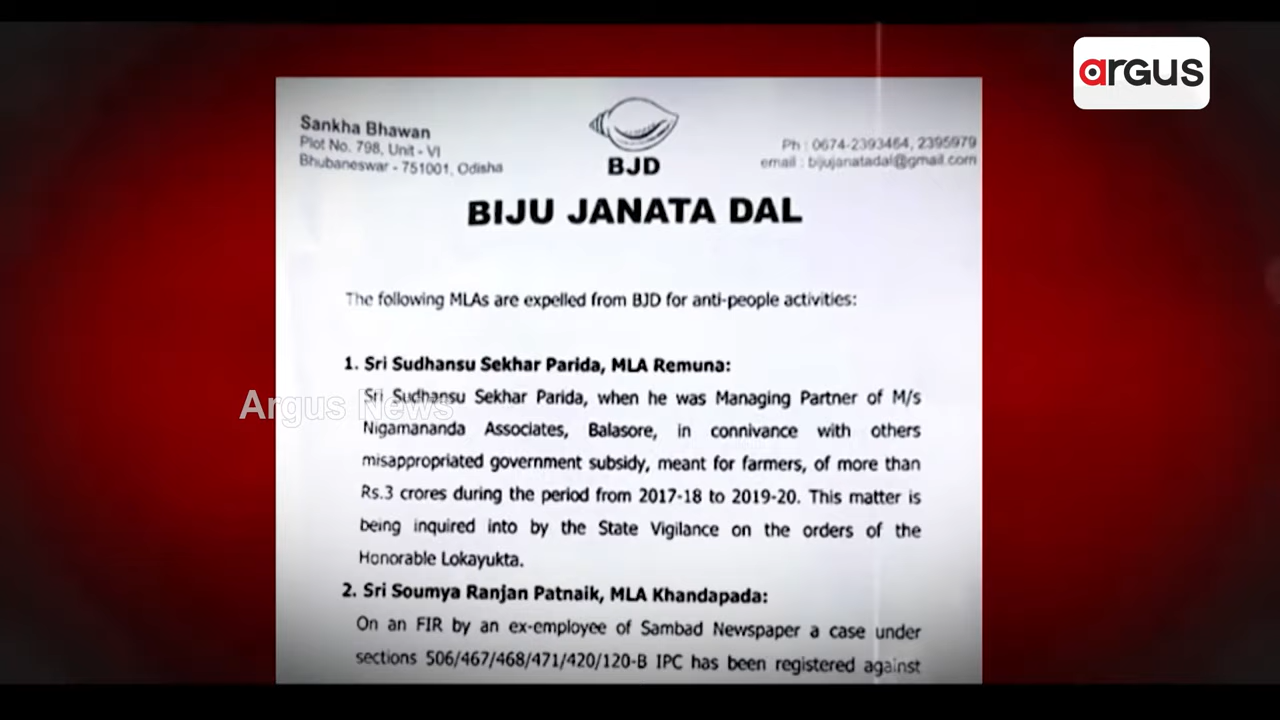 argus
Sankha Bhawan
Plot No. 798, Unit - VI
Bhubaneswar - 751001, Odisha
BJD
Ph : 0674-2393464, 2395979
email : bijujanatadal@gmail.com
BIJU JANATA DAL
The following MLAs are expelled from BJD for anti-people activities:
1. Sri Sudhansu Sekhar Parida, MLA Remuna:
Sri Sudhansu Sekhar Parida, when he was Managing Partner of M/s
Argus News
Nigamananda Associates, Balasore, in connivance with others
misappropriated government subsidy, meant for farmers, of more than
Rs.3 crores during the period from 2017-18 to 2019-20. This matter is
being inquired into by the State Vigilance on the orders of the
Honorable Lokayukta.
2. Sri Soumya Ranjan Patnaik, MLA Khandapada:
On an FIR by an ex-employee of Sambad Newspaper a case under
sections 506/467/468/471/420/120-B IPC has been registered against